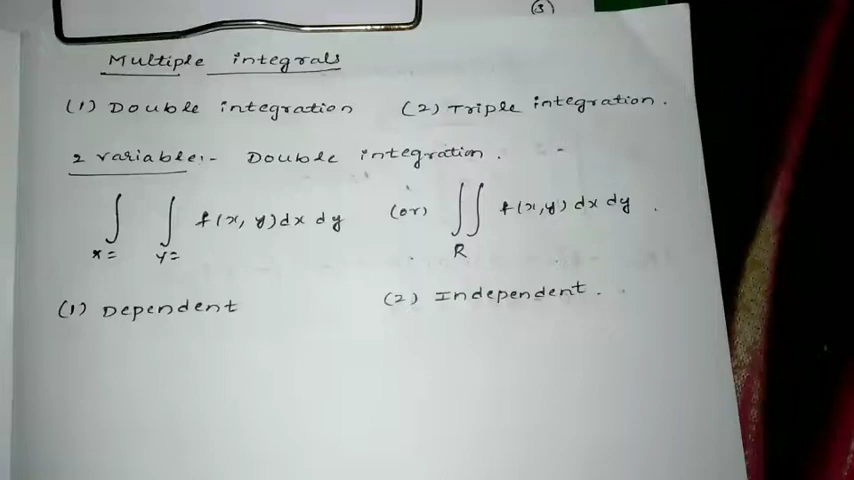 (3)
Multiple integrals
(1) Double integration (2) Triple integration.
2 variable:- Double integration.
∫ x= ∫ y= f(x, y) dx dy (or) ∬ R f(x,y) dx dy.
(1) Dependent (2) Independent.